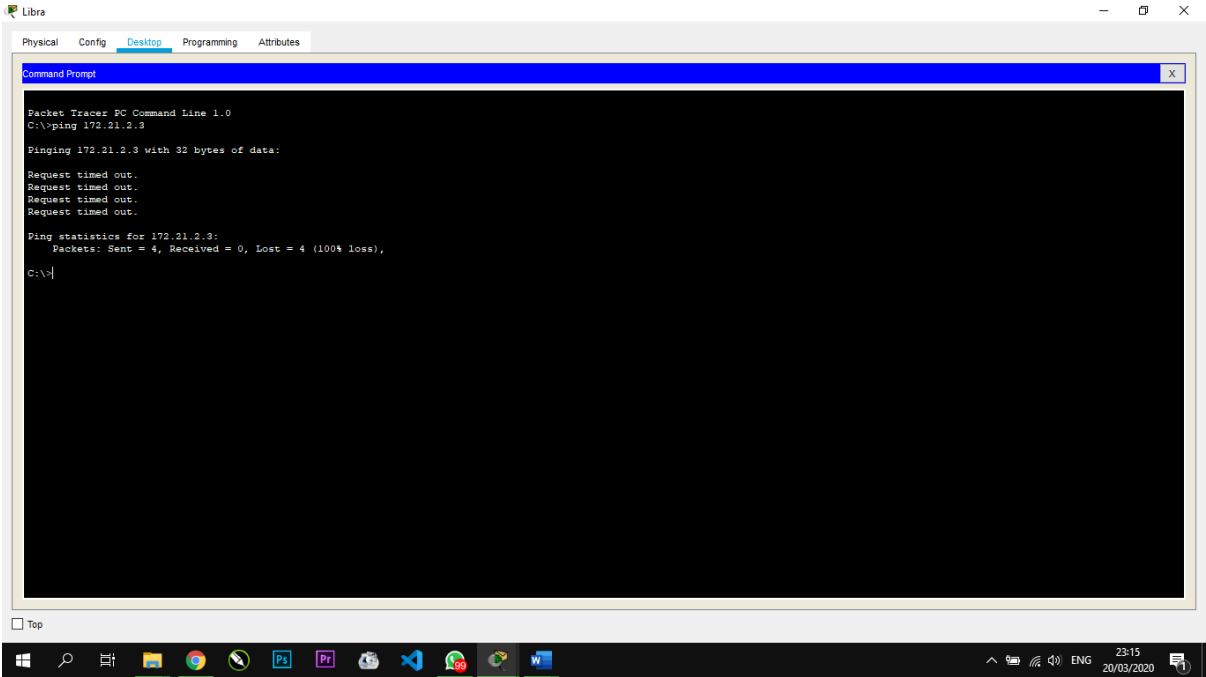 Libra
Physical Config Desktop Programming Attributes
Command Prompt
X
Packet Tracer PC Command Line 1.0
C:\>ping 172.21.2.3
Pinging 172.21.2.3 with 32 bytes of data:
Request timed out.
Request timed out.
Request timed out.
Request timed out.
Ping statistics for 172.21.2.3:
Packets: Sent = 4, Received = 0, Lost = 4 (100% loss),
C:\>
Top
Ps
Pr
99
W
ENG
23:15
20/03/2020
1